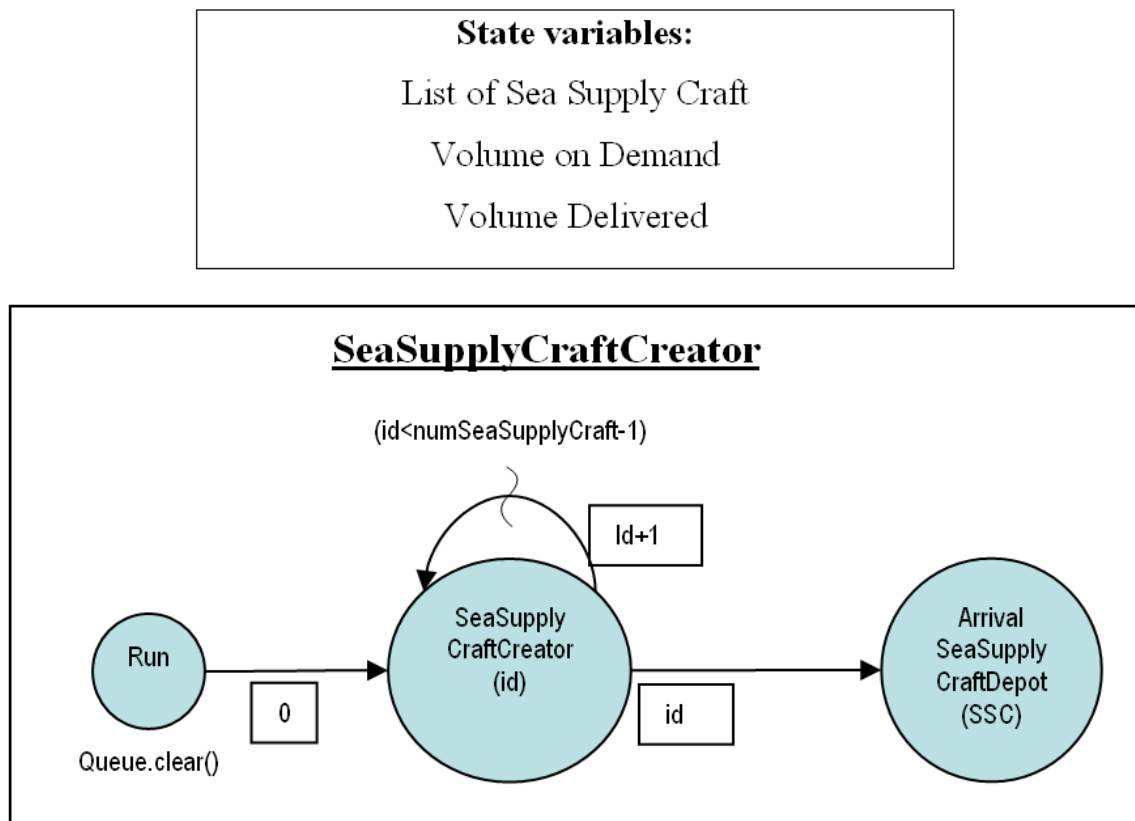 State variables:
List of Sea Supply Craft
Volume on Demand
Volume Delivered
SeaSupplyCraftCreator
(id<numSeaSupplyCraft-1)
Id+1
SeaSupply
CraftCreator
(id)
Arrival
SeaSupply
CraftDepot
(SSC)
Run
0
id
Queue.clear()